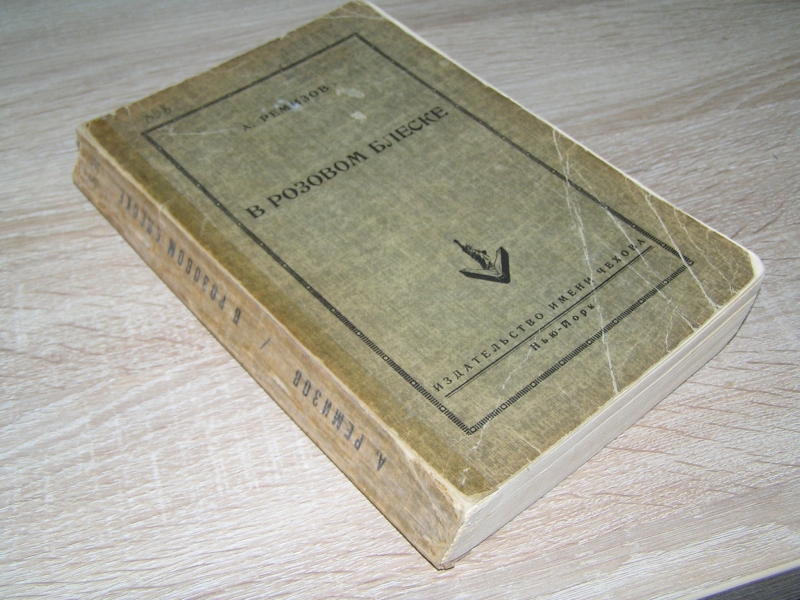 А. РЕМИЗОВ
В РОЗОВОМ БЛЕСКЕ
ИЗДАТЕЛЬСТВО ИМЕНИ ЧЕХОВА
Нью-Йорк
А. РЕМИЗОВ / В РОЗОВОМ БЛЕСКЕ